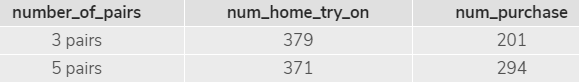 number_of_pairs num_home_try_on num_purchase
3 pairs 379 201
5 pairs 371 294